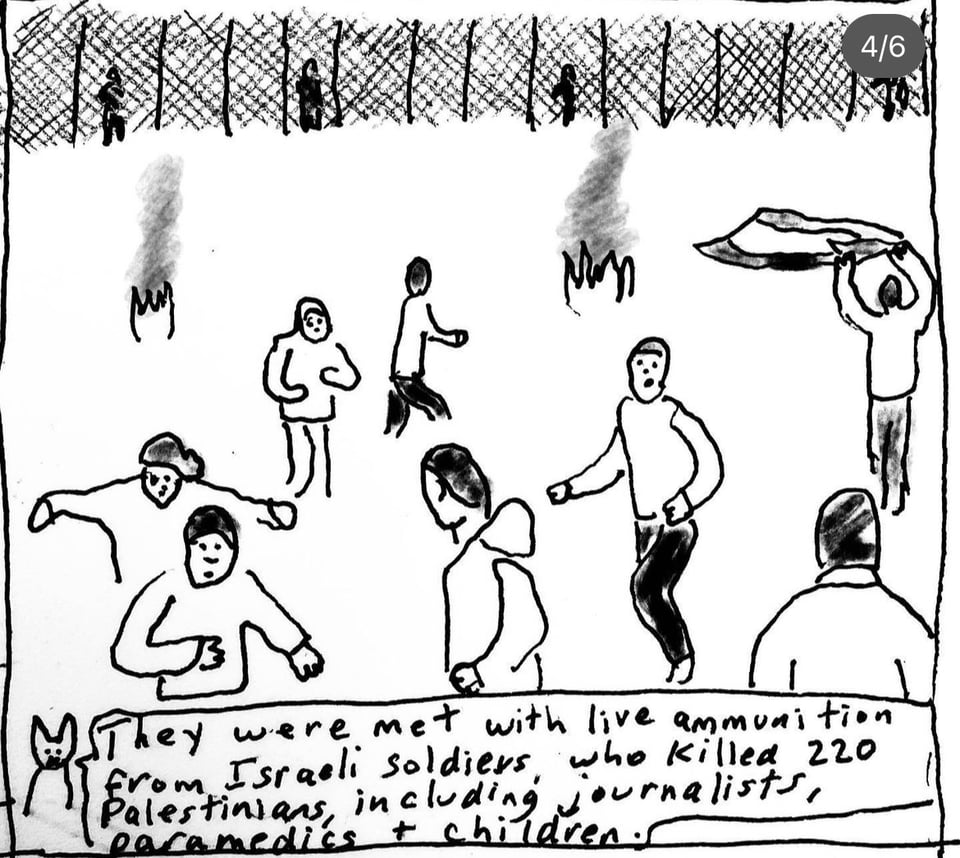 4/6
They were met with live ammunition
from Israeli soldiers, who killed 220
Palestinians, including journalists,
paramedics + children.